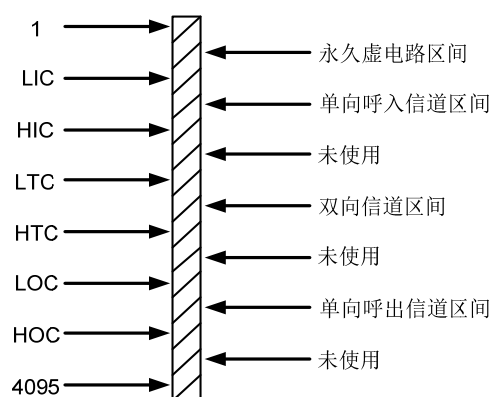 1
永久虚电路区间
LIC
单向呼入信道区间
HIC
未使用
LTC
双向信道区间
HTC
未使用
LOC
单向呼出信道区间
HOC
未使用
4095